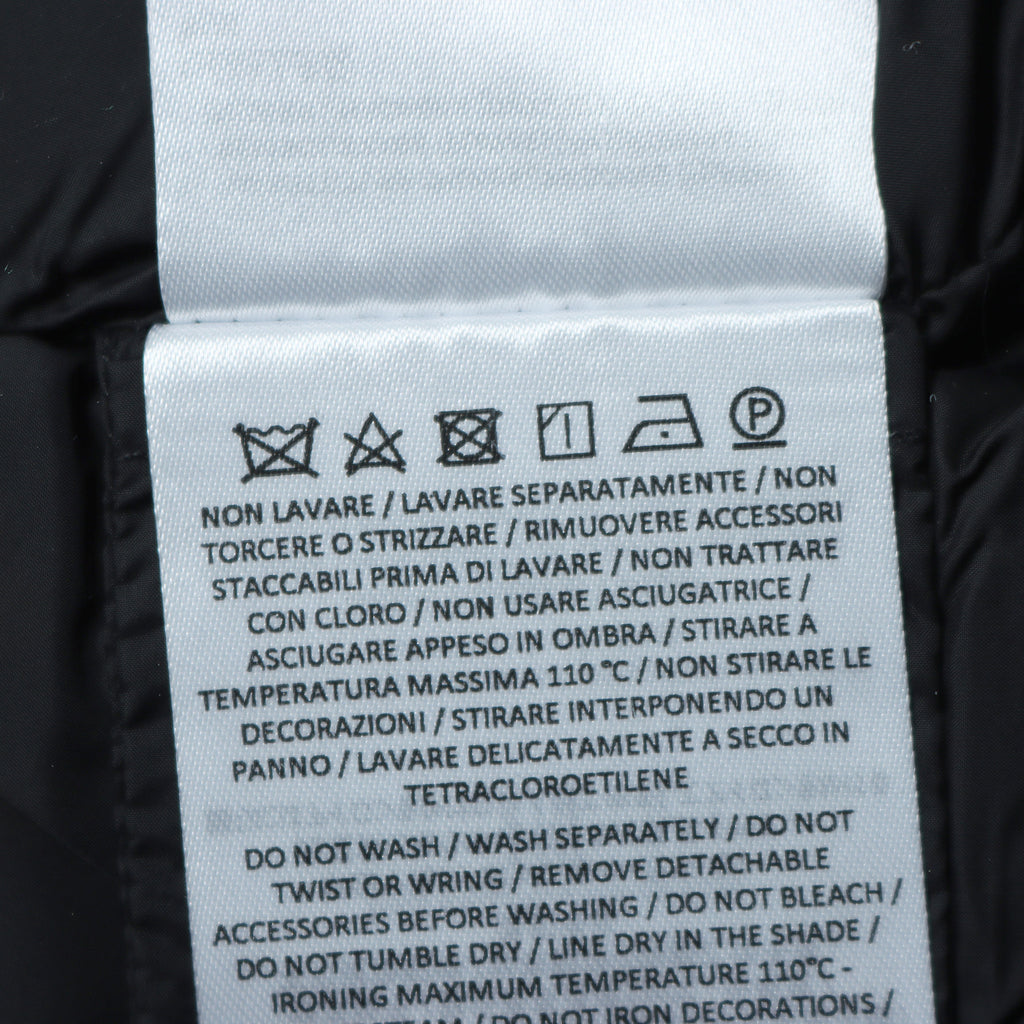 P
NON LAVARE / LAVARE SEPARATAMENTE / NON
TORCERE O STRIZZARE / RIMUOVERE ACCESSORI
STACCABILI PRIMA DI LAVARE / NON TRATTARE
CON CLORO / NON USARE ASCIUGATRICE /
ASCIUGARE APPESO IN OMBRA / STIRARE A
TEMPERATURA MASSIMA 110 °C / NON STIRARE LE
DECORAZIONI / STIRARE INTERPONENDO UN
PANNO / LAVARE DELICATAMENTE A SECCO IN
TETRACLOROETILENE
DO NOT WASH / WASH SEPARATELY / DO NOT
TWIST OR WRING / REMOVE DETACHABLE
ACCESSORIES BEFORE WASHING / DO NOT BLEACH /
DO NOT TUMBLE DRY / LINE DRY IN THE SHADE /
IRONING MAXIMUM TEMPERATURE 110°C -
/ DO NOT IRON DECORATIONS /